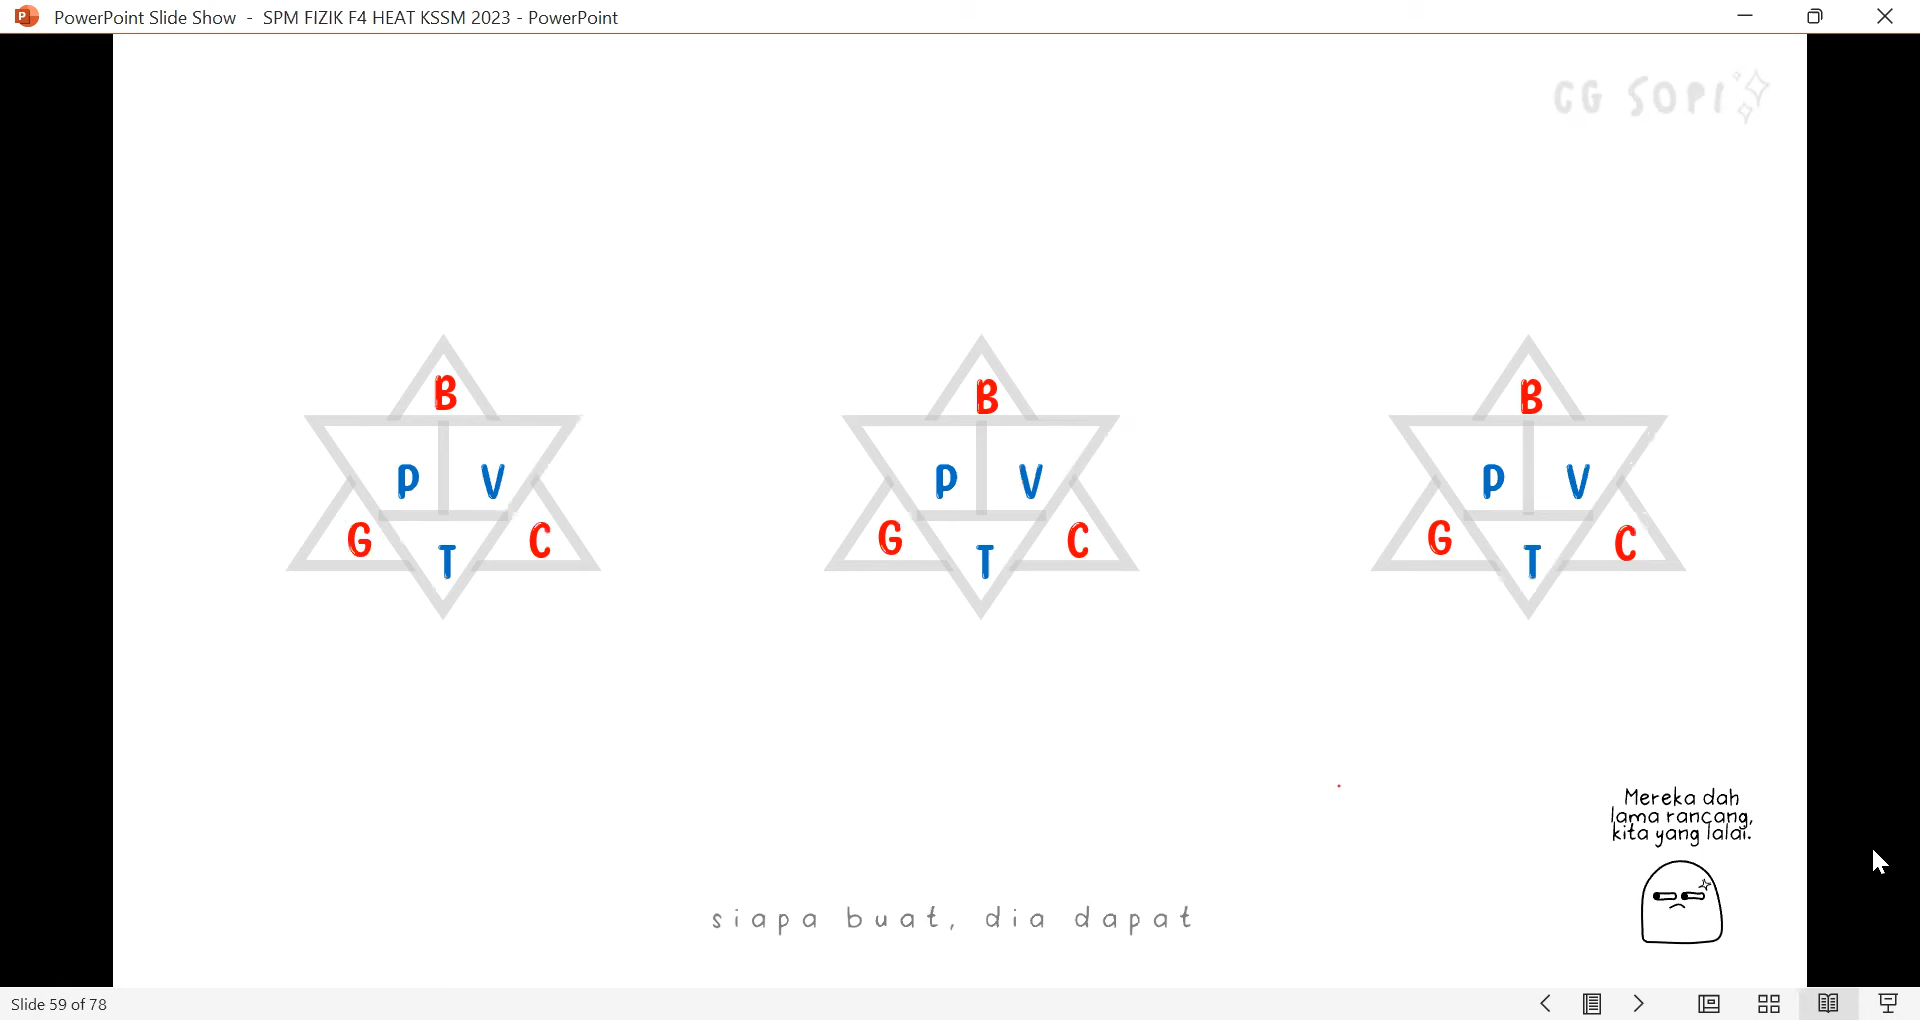 PowerPoint Slide Show - SPM FIZIK F4 HEAT KSSM 2023 - PowerPoint
CG SOPI
B B B
P V P V P V
G T C G T C G T C
Mereka dah
lama rancang,
kita yang lalai.
siapa buat, dia dapat
Slide 59 of 78